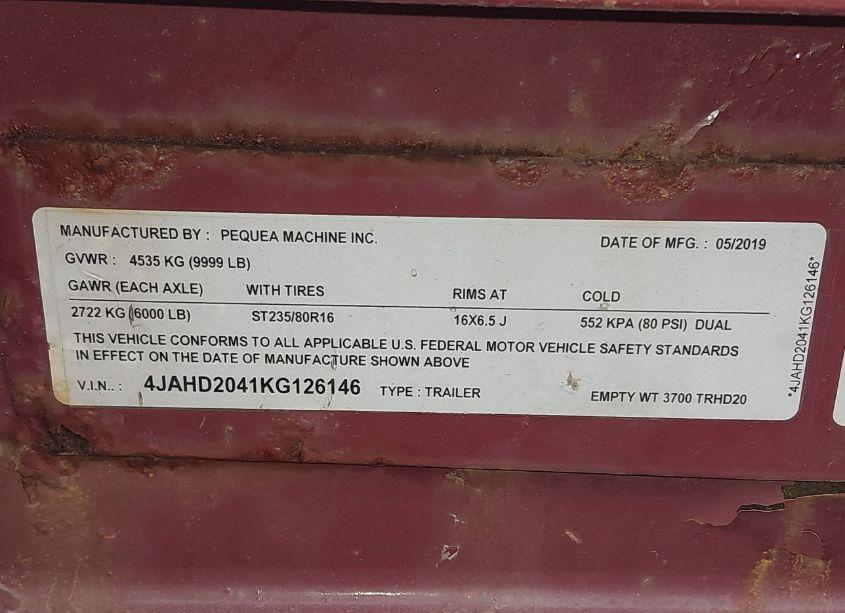 MANUFACTURED BY : PEQUEA MACHINE INC. DATE OF MFG. : 05/2019
GVWR : 4535 KG (9999 LB)
GAWR (EACH AXLE) WITH TIRES RIMS AT COLD
2722 KG (6000 LB) ST235/80R16 16X6.5 J 552 KPA (80 PSI) DUAL
THIS VEHICLE CONFORMS TO ALL APPLICABLE U.S. FEDERAL MOTOR VEHICLE SAFETY STANDARDS
IN EFFECT ON THE DATE OF MANUFACTURE SHOWN ABOVE
V.I.N.. : 4JAHD2041KG126146 TYPE : TRAILER EMPTY WT 3700 TRHD20
*4JAHD2041KG126146*